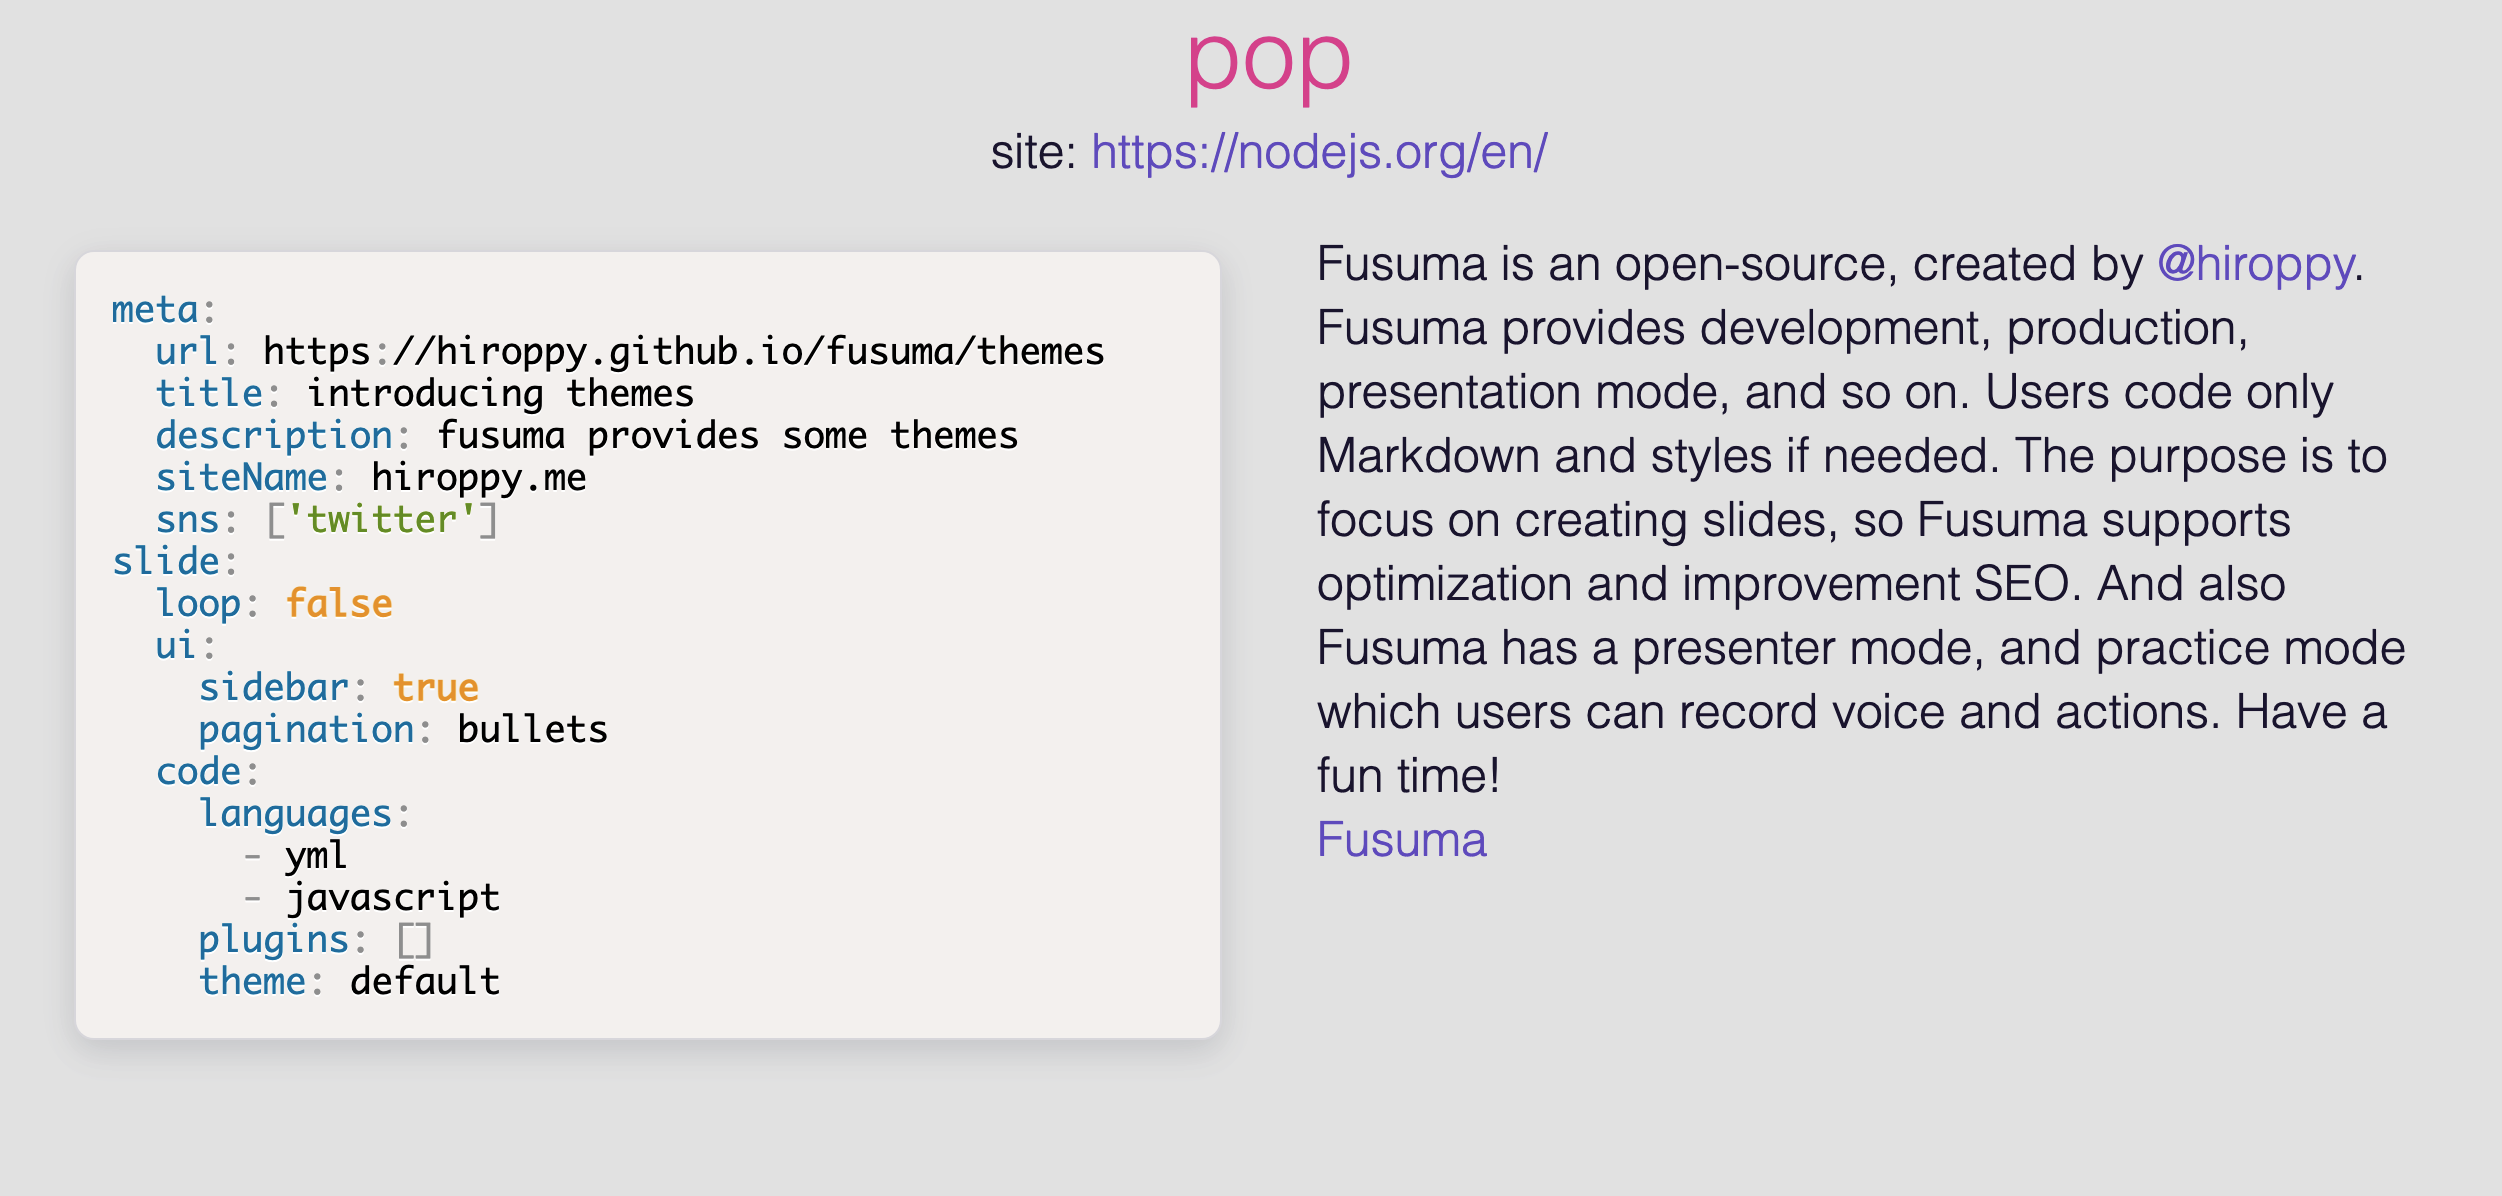 pop
site: https://nodejs.org/en/
meta:
  url: https://hiroppy.github.io/fusuma/themes
  title: introducing themes
  description: fusuma provides some themes
  siteName: hiroppy.me
  sns: ['twitter']
slide:
  loop: false
  ui:
    sidebar: true
    pagination: bullets
  code:
    languages:
      - yml
      - javascript
    plugins: []
    theme: default
Fusuma is an open-source, created by @hiroppy.
Fusuma provides development, production,
presentation mode, and so on. Users code only
Markdown and styles if needed. The purpose is to
focus on creating slides, so Fusuma supports
optimization and improvement SEO. And also
Fusuma has a presenter mode, and practice mode
which users can record voice and actions. Have a
fun time!
Fusuma